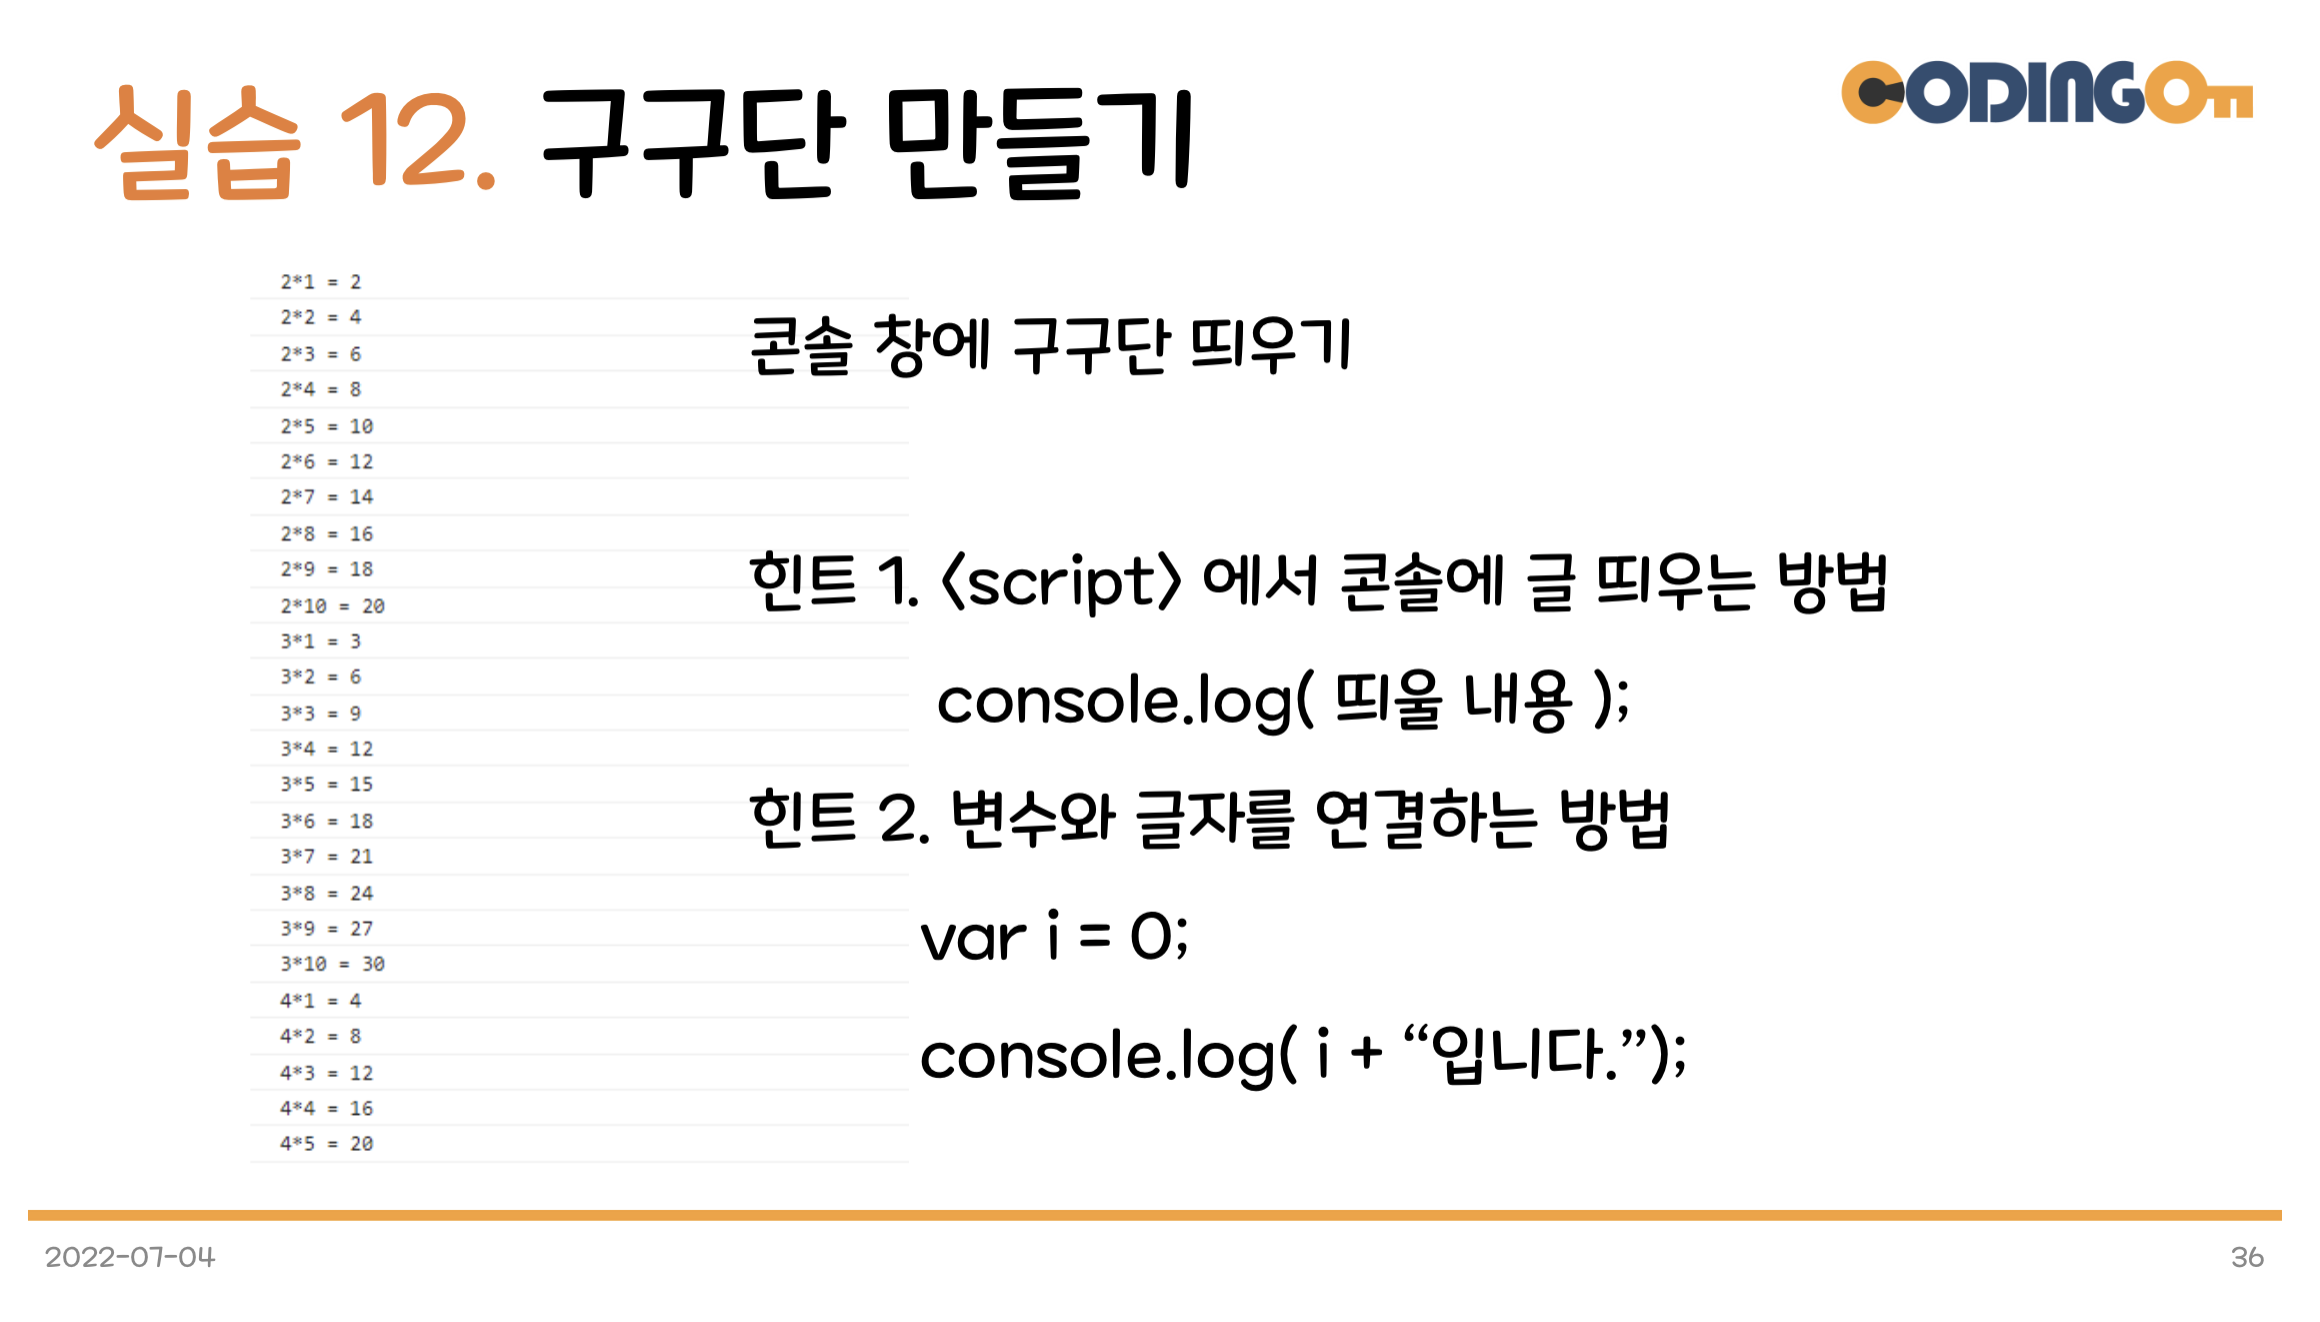 실습 12. 구구단 만들기
CODINGOn
2*1 = 2
2*2 = 4
2*3 = 6
2*4 = 8
2*5 = 10
2*6 = 12
2*7 = 14
2*8 = 16
2*9 = 18
2*10 = 20
3*1 = 3
3*2 = 6
3*3 = 9
3*4 = 12
3*5 = 15
3*6 = 18
3*7 = 21
3*8 = 24
3*9 = 27
3*10 = 30
4*1 = 4
4*2 = 8
4*3 = 12
4*4 = 16
4*5 = 20
콘솔 창에 구구단 띄우기
힌트 1. <script> 에서 콘솔에 글 띄우는 방법
console.log( 띄울 내용 );
힌트 2. 변수와 글자를 연결하는 방법
var i = 0;
console.log( i + “입니다.”);
2022-07-04
36